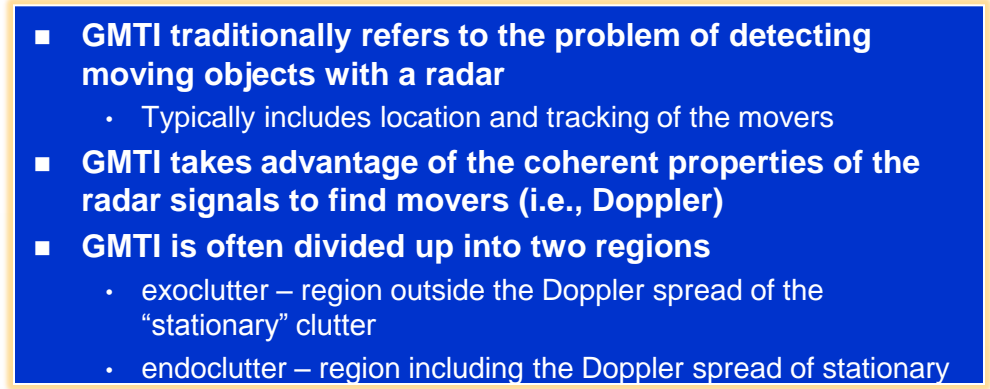 ■ GMTI traditionally refers to the problem of detecting
moving objects with a radar
• Typically includes location and tracking of the movers
■ GMTI takes advantage of the coherent properties of the
radar signals to find movers (i.e., Doppler)
■ GMTI is often divided up into two regions
• exoclutter – region outside the Doppler spread of the
“stationary” clutter
• endoclutter – region including the Doppler spread of stationary